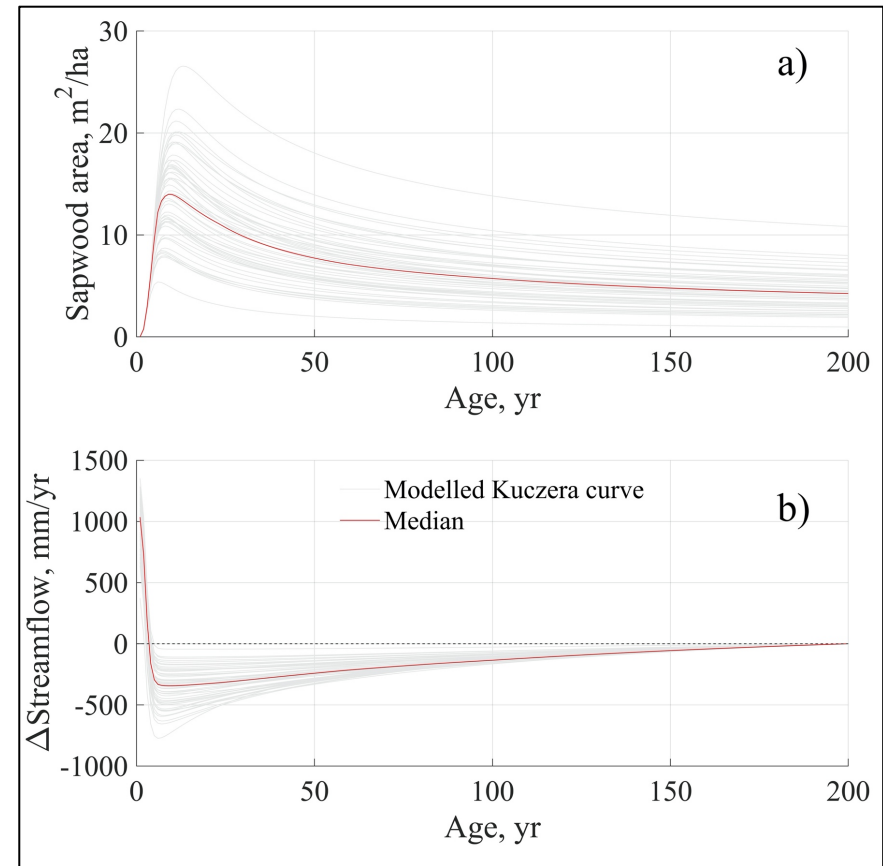 a)
30
20
10
0
Sapwood area, m²/ha
0 50 100 150 200
Age, yr
b)
1500
1000
500
0
-500
-1000
ΔStreamflow, mm/yr
Modelled Kuczera curve
Median
0 50 100 150 200
Age, yr